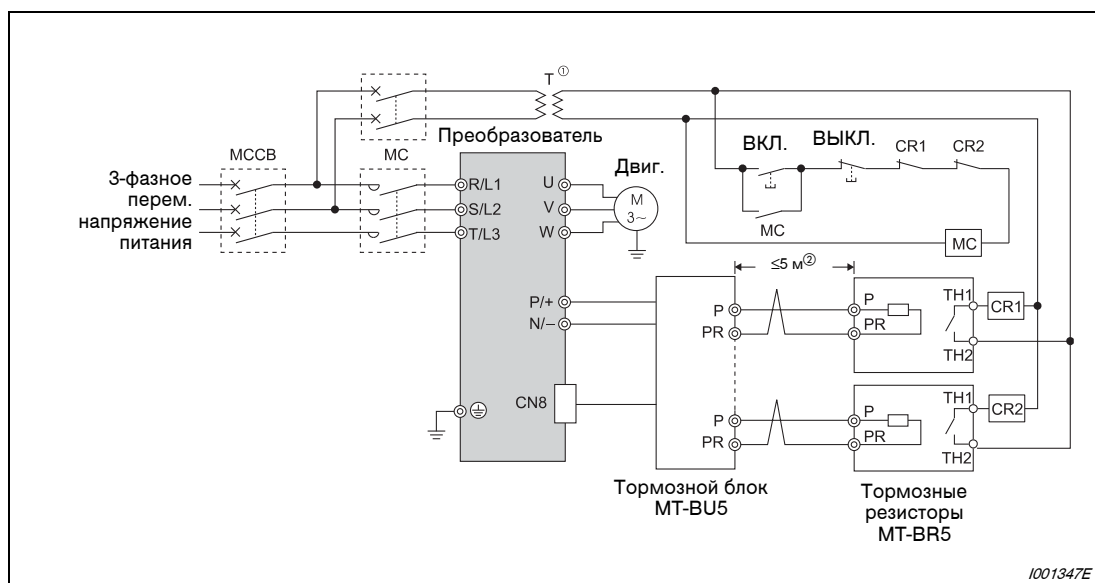 T ①
Преобразователь
MCCB
MC
3-фазное
перем.
напряжение
питания
R/L1
S/L2
T/L3
U
V
W
Двиг.
M
3~
ВКЛ.
ВЫКЛ.
CR1
CR2
MC
MC
≤5 м②
P/+
N/–
CN8
P
PR
P
PR
TH1
TH2
CR1
P
PR
P
PR
TH1
TH2
CR2
Тормозной блок
MT-BU5
Тормозные
резисторы
MT-BR5
I001347E